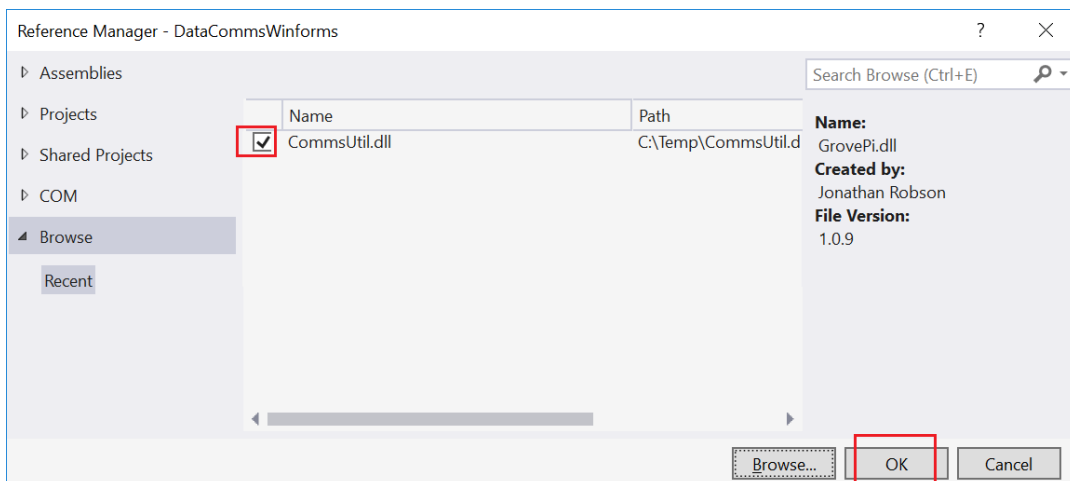 Reference Manager - DataCommsWinforms
?
Assemblies
Projects
Shared Projects
COM
Browse
Recent
Name Path
CommsUtil.dll C:\Temp\CommsUtil.d
Search Browse (Ctrl+E)
Name:
GrovePi.dll
Created by:
Jonathan Robson
File Version:
1.0.9
Browse... OK Cancel